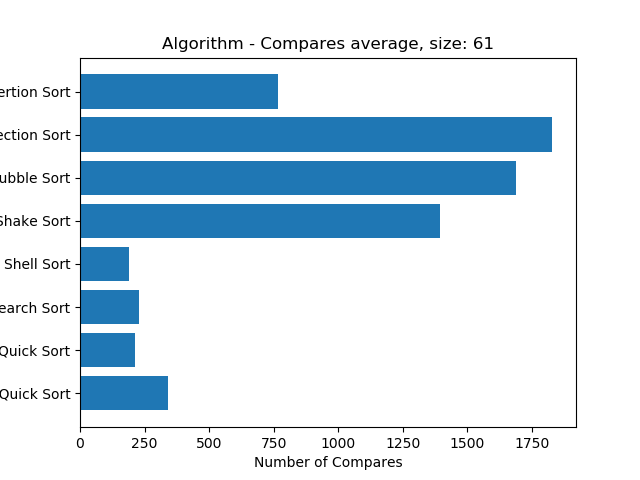 Algorithm - Compares average, size: 61
ertion Sort
ection Sort
ubble Sort
Shake Sort
Shell Sort
earch Sort
Quick Sort
Quick Sort
0 250 500 750 1000 1250 1500 1750
Number of Compares